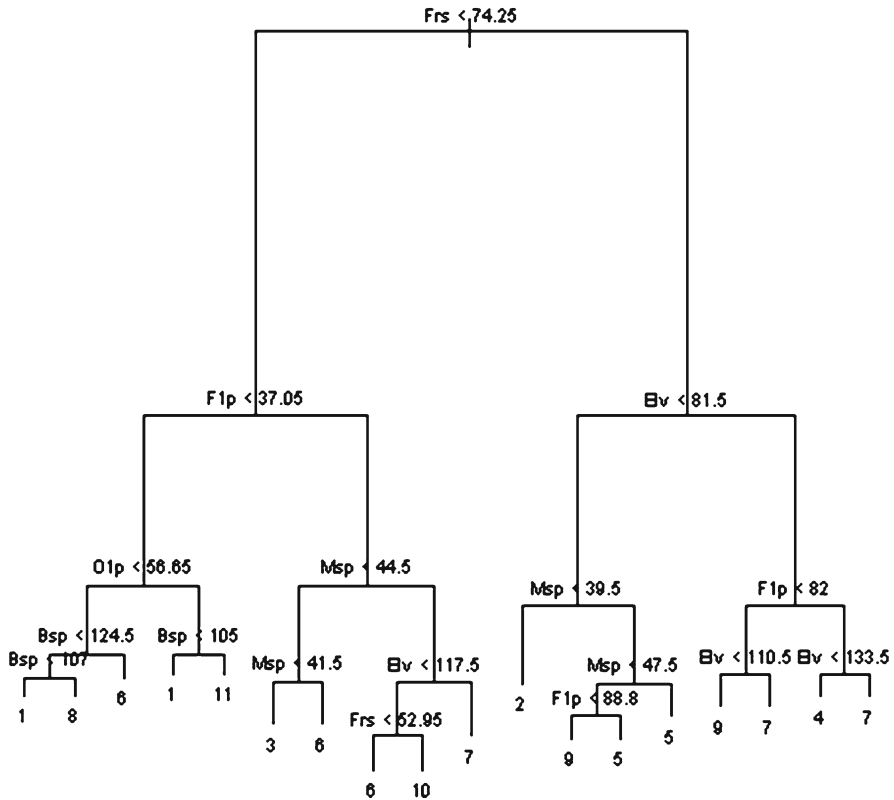 Frs < 74.25
F1p < 37.05
Bv < 81.5
O1p < 56.65
Msp < 44.5
Msp < 39.5
F1p < 82
Bsp < 124.5
Bsp < 105
Msp < 41.5
Bv < 117.5
Msp < 47.5
Bv < 110.5
Bv < 133.5
Bsp < 107
Frs < 52.95
F1p < 88.8
1
8
6
1
11
3
6
7
6
10
2
9
5
5
9
7
4
7